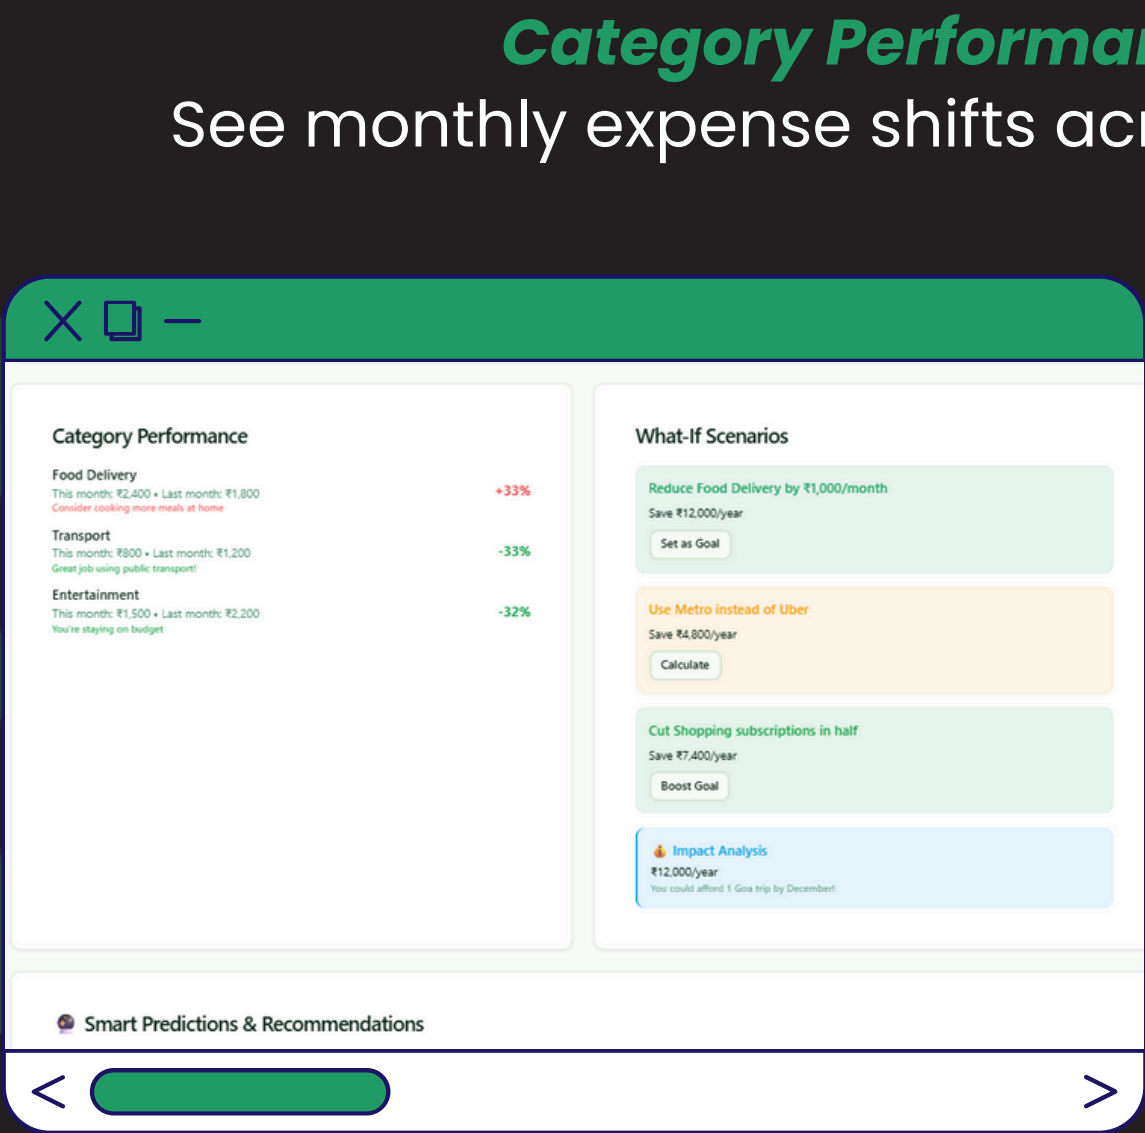 Category Performan
See monthly expense shifts acr
Category Performance
Food Delivery
This month: ₹2,400 • Last month: ₹1,800
+33%
Consider cooking more meals at home
Transport
This month: ₹800 • Last month: ₹1,200
-33%
Great job using public transport!
Entertainment
This month: ₹1,500 • Last month: ₹2,200
-32%
You're staying on budget
What-If Scenarios
Reduce Food Delivery by ₹1,000/month
Save ₹12,000/year
Set as Goal
Use Metro instead of Uber
Save ₹4,800/year
Calculate
Cut Shopping subscriptions in half
Save ₹7,400/year
Boost Goal
Impact Analysis
₹12,000/year
You could afford 1 Goa trip by December!
Smart Predictions & Recommendations